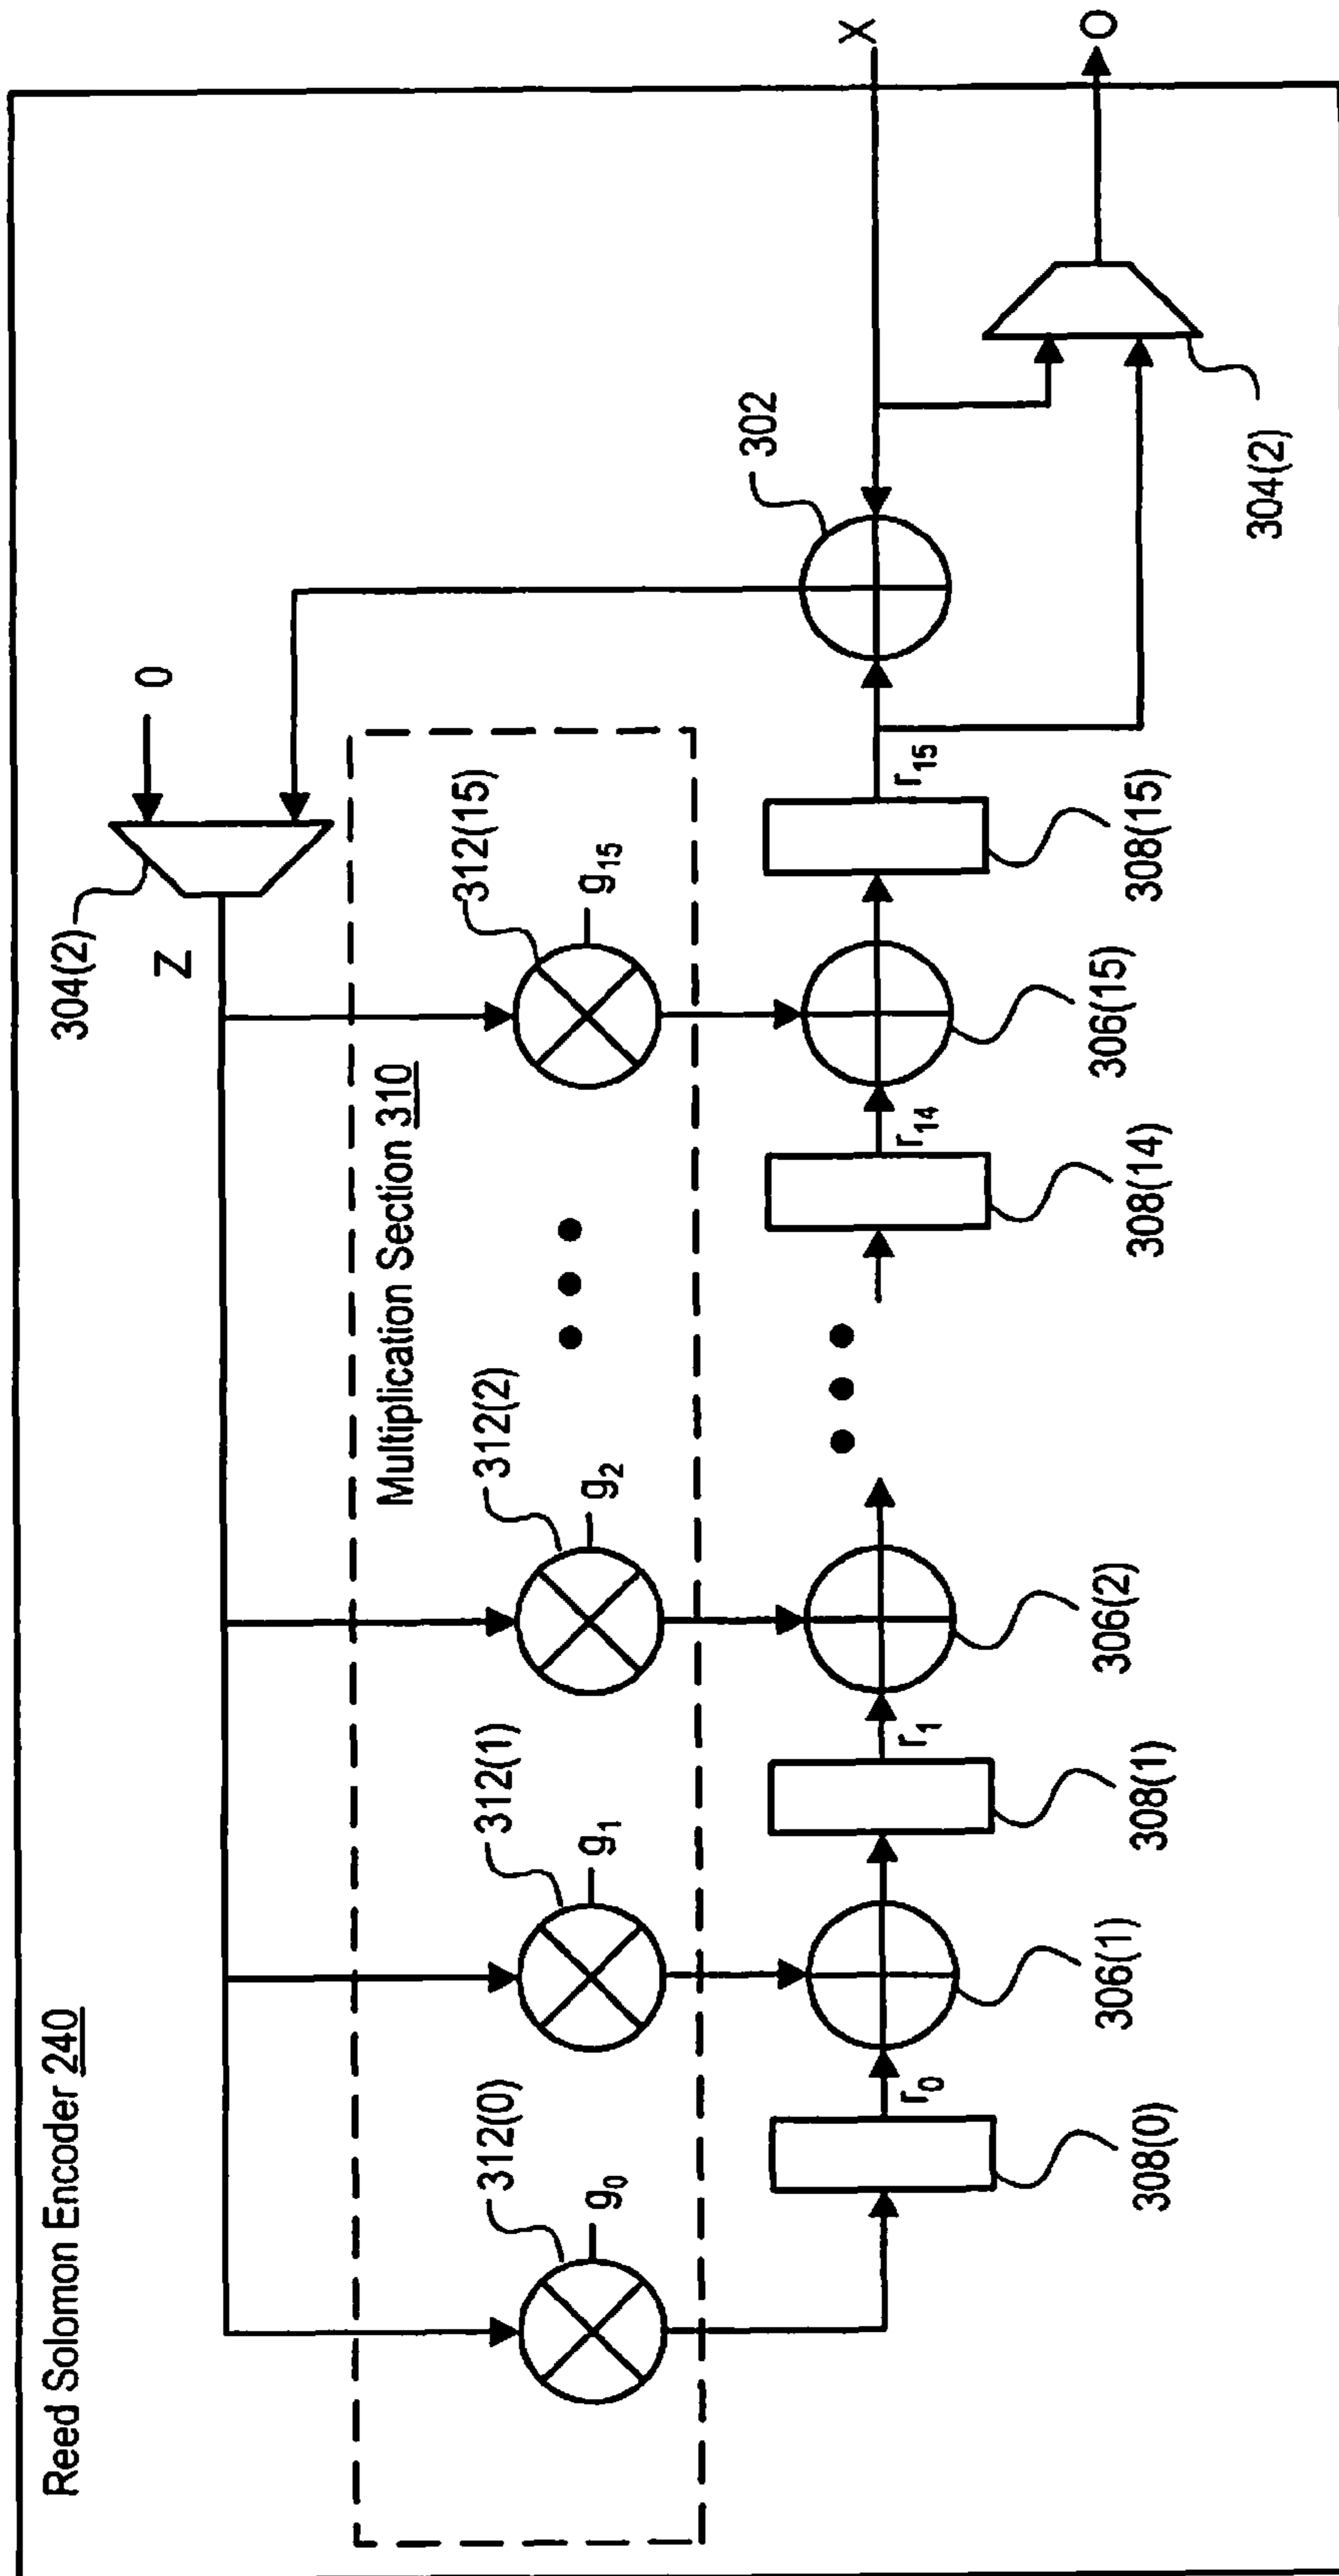 Reed Solomon Encoder 240
304(2)
0
Z
Multiplication Section 310
312(0)
g0
312(1)
g1
312(2)
g2
312(15)
g15
302
X
O
308(0)
r0
306(1)
308(1)
r1
306(2)
308(14)
r14
306(15)
308(15)
r15
304(2)